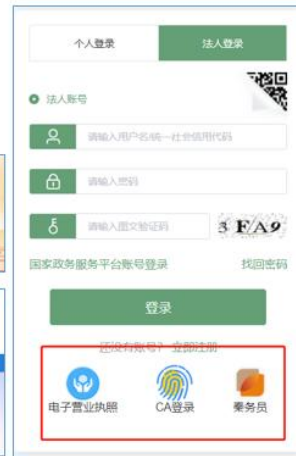 个人登录
法人登录
法人账号
请输入用户名/统一社会信用代码
请输入密码
请输入图文验证码
3 F A 9
国家政务服务平台账号登录
找回密码
登录
还没有账号? 立即注册
电子营业执照
CA登录
秦务员